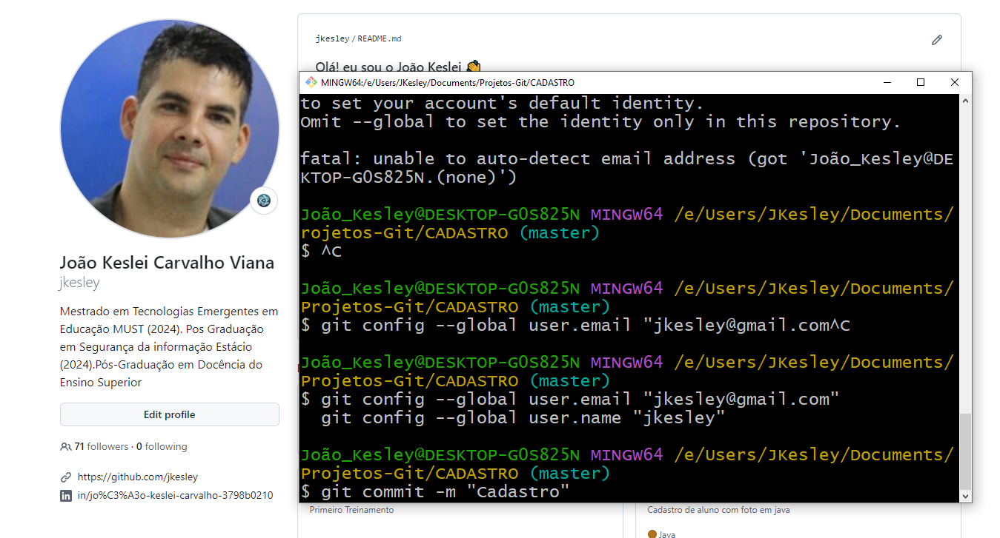 João Keslei Carvalho Viana
jkesley
Mestrado em Tecnologias Emergentes em
Educação MUST (2024). Pos Graduação
em Segurança da informação Estácio
(2024).Pós-Graduação em Docência do
Ensino Superior
Edit profile
71 followers · 0 following
https://github.com/jkesley
in/jo%C3%A3o-keslei-carvalho-3798b0210
jkesley / README.md
Olá! eu sou o João Keslei 👋
MINGW64:/e/Users/JKesley/Documents/Projetos-Git/CADASTRO
to set your account's default identity.
Omit --global to set the identity only in this repository.
fatal: unable to auto-detect email address (got 'João_Kesley@DE
KTOP-G0S825N.(none)')
João_Kesley@DESKTOP-G0S825N MINGW64 /e/Users/JKesley/Documents/
rojetos-Git/CADASTRO (master)
$ ^C
João_Kesley@DESKTOP-G0S825N MINGW64 /e/Users/JKesley/Documents/
Projetos-Git/CADASTRO (master)
$ git config --global user.email "jkesley@gmail.com^C
João_Kesley@DESKTOP-G0S825N MINGW64 /e/Users/JKesley/Documents/
Projetos-Git/CADASTRO (master)
$ git config --global user.email "jkesley@gmail.com"
git config --global user.name "jkesley"
João_Kesley@DESKTOP-G0S825N MINGW64 /e/Users/JKesley/Documents/
Projetos-Git/CADASTRO (master)
$ git commit -m "Cadastro"
Primeiro Treinamento
Cadastro de aluno com foto em java
Java